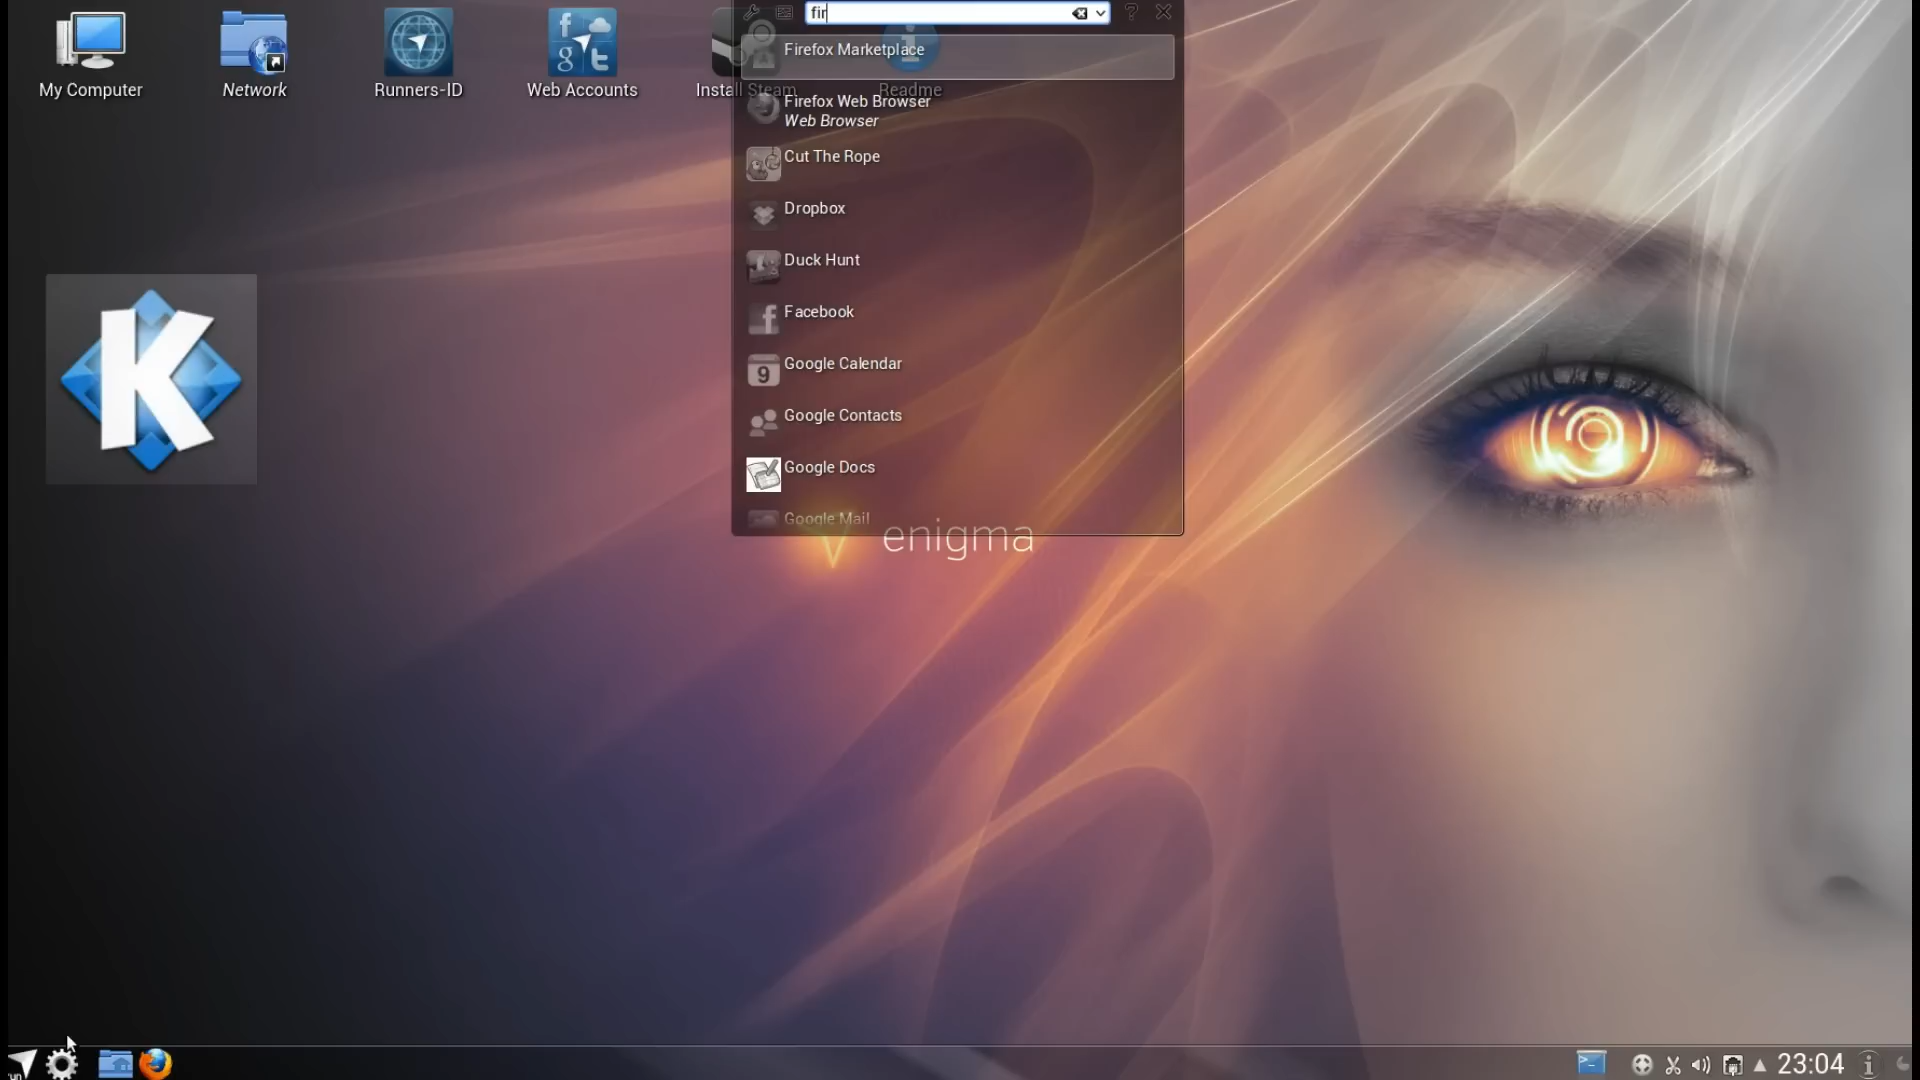 fir
My Computer
Network
Runners-ID
Web Accounts
Install Steam
Readme
Firefox Marketplace
Firefox Web Browser
Web Browser
Cut The Rope
Dropbox
Duck Hunt
Facebook
Google Calendar
9
Google Contacts
Google Docs
Google Mail
K
enigma
23:04